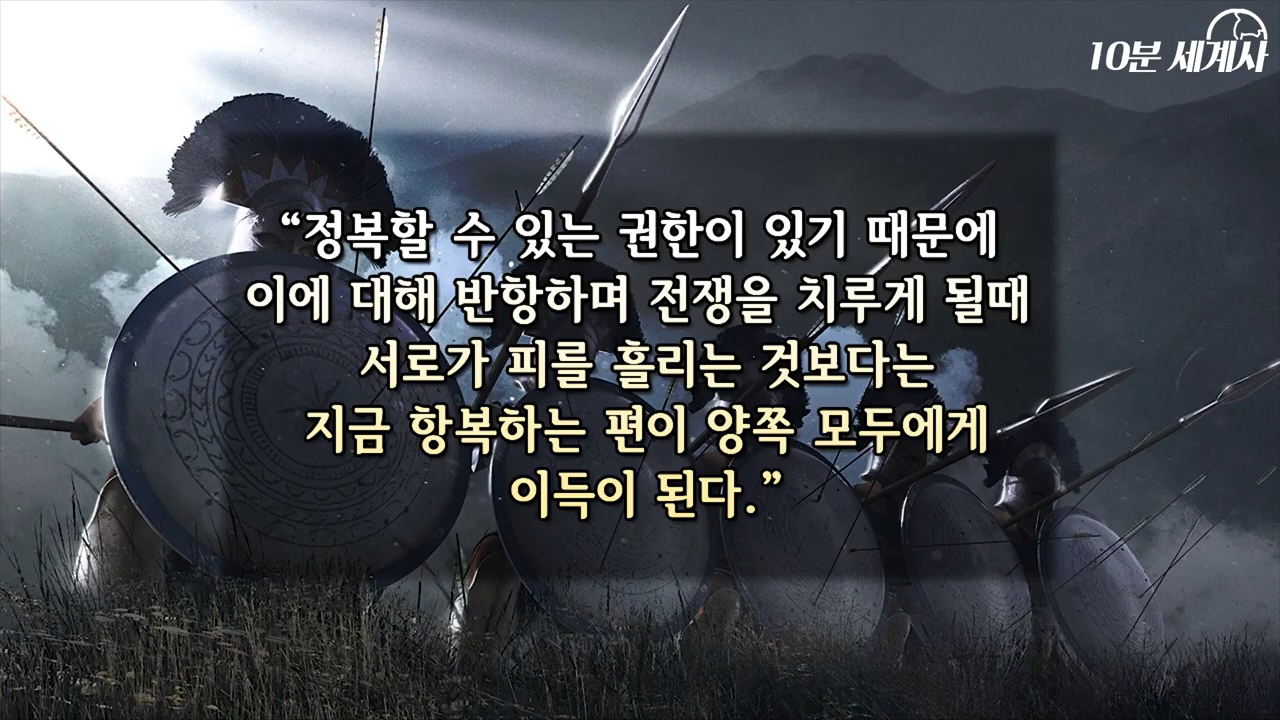 10분 세계사
“정복할 수 있는 권한이 있기 때문에
이에 대해 반항하며 전쟁을 치루게 될때
서로가 피를 흘리는 것보다는
지금 항복하는 편이 양쪽 모두에게
이득이 된다.”